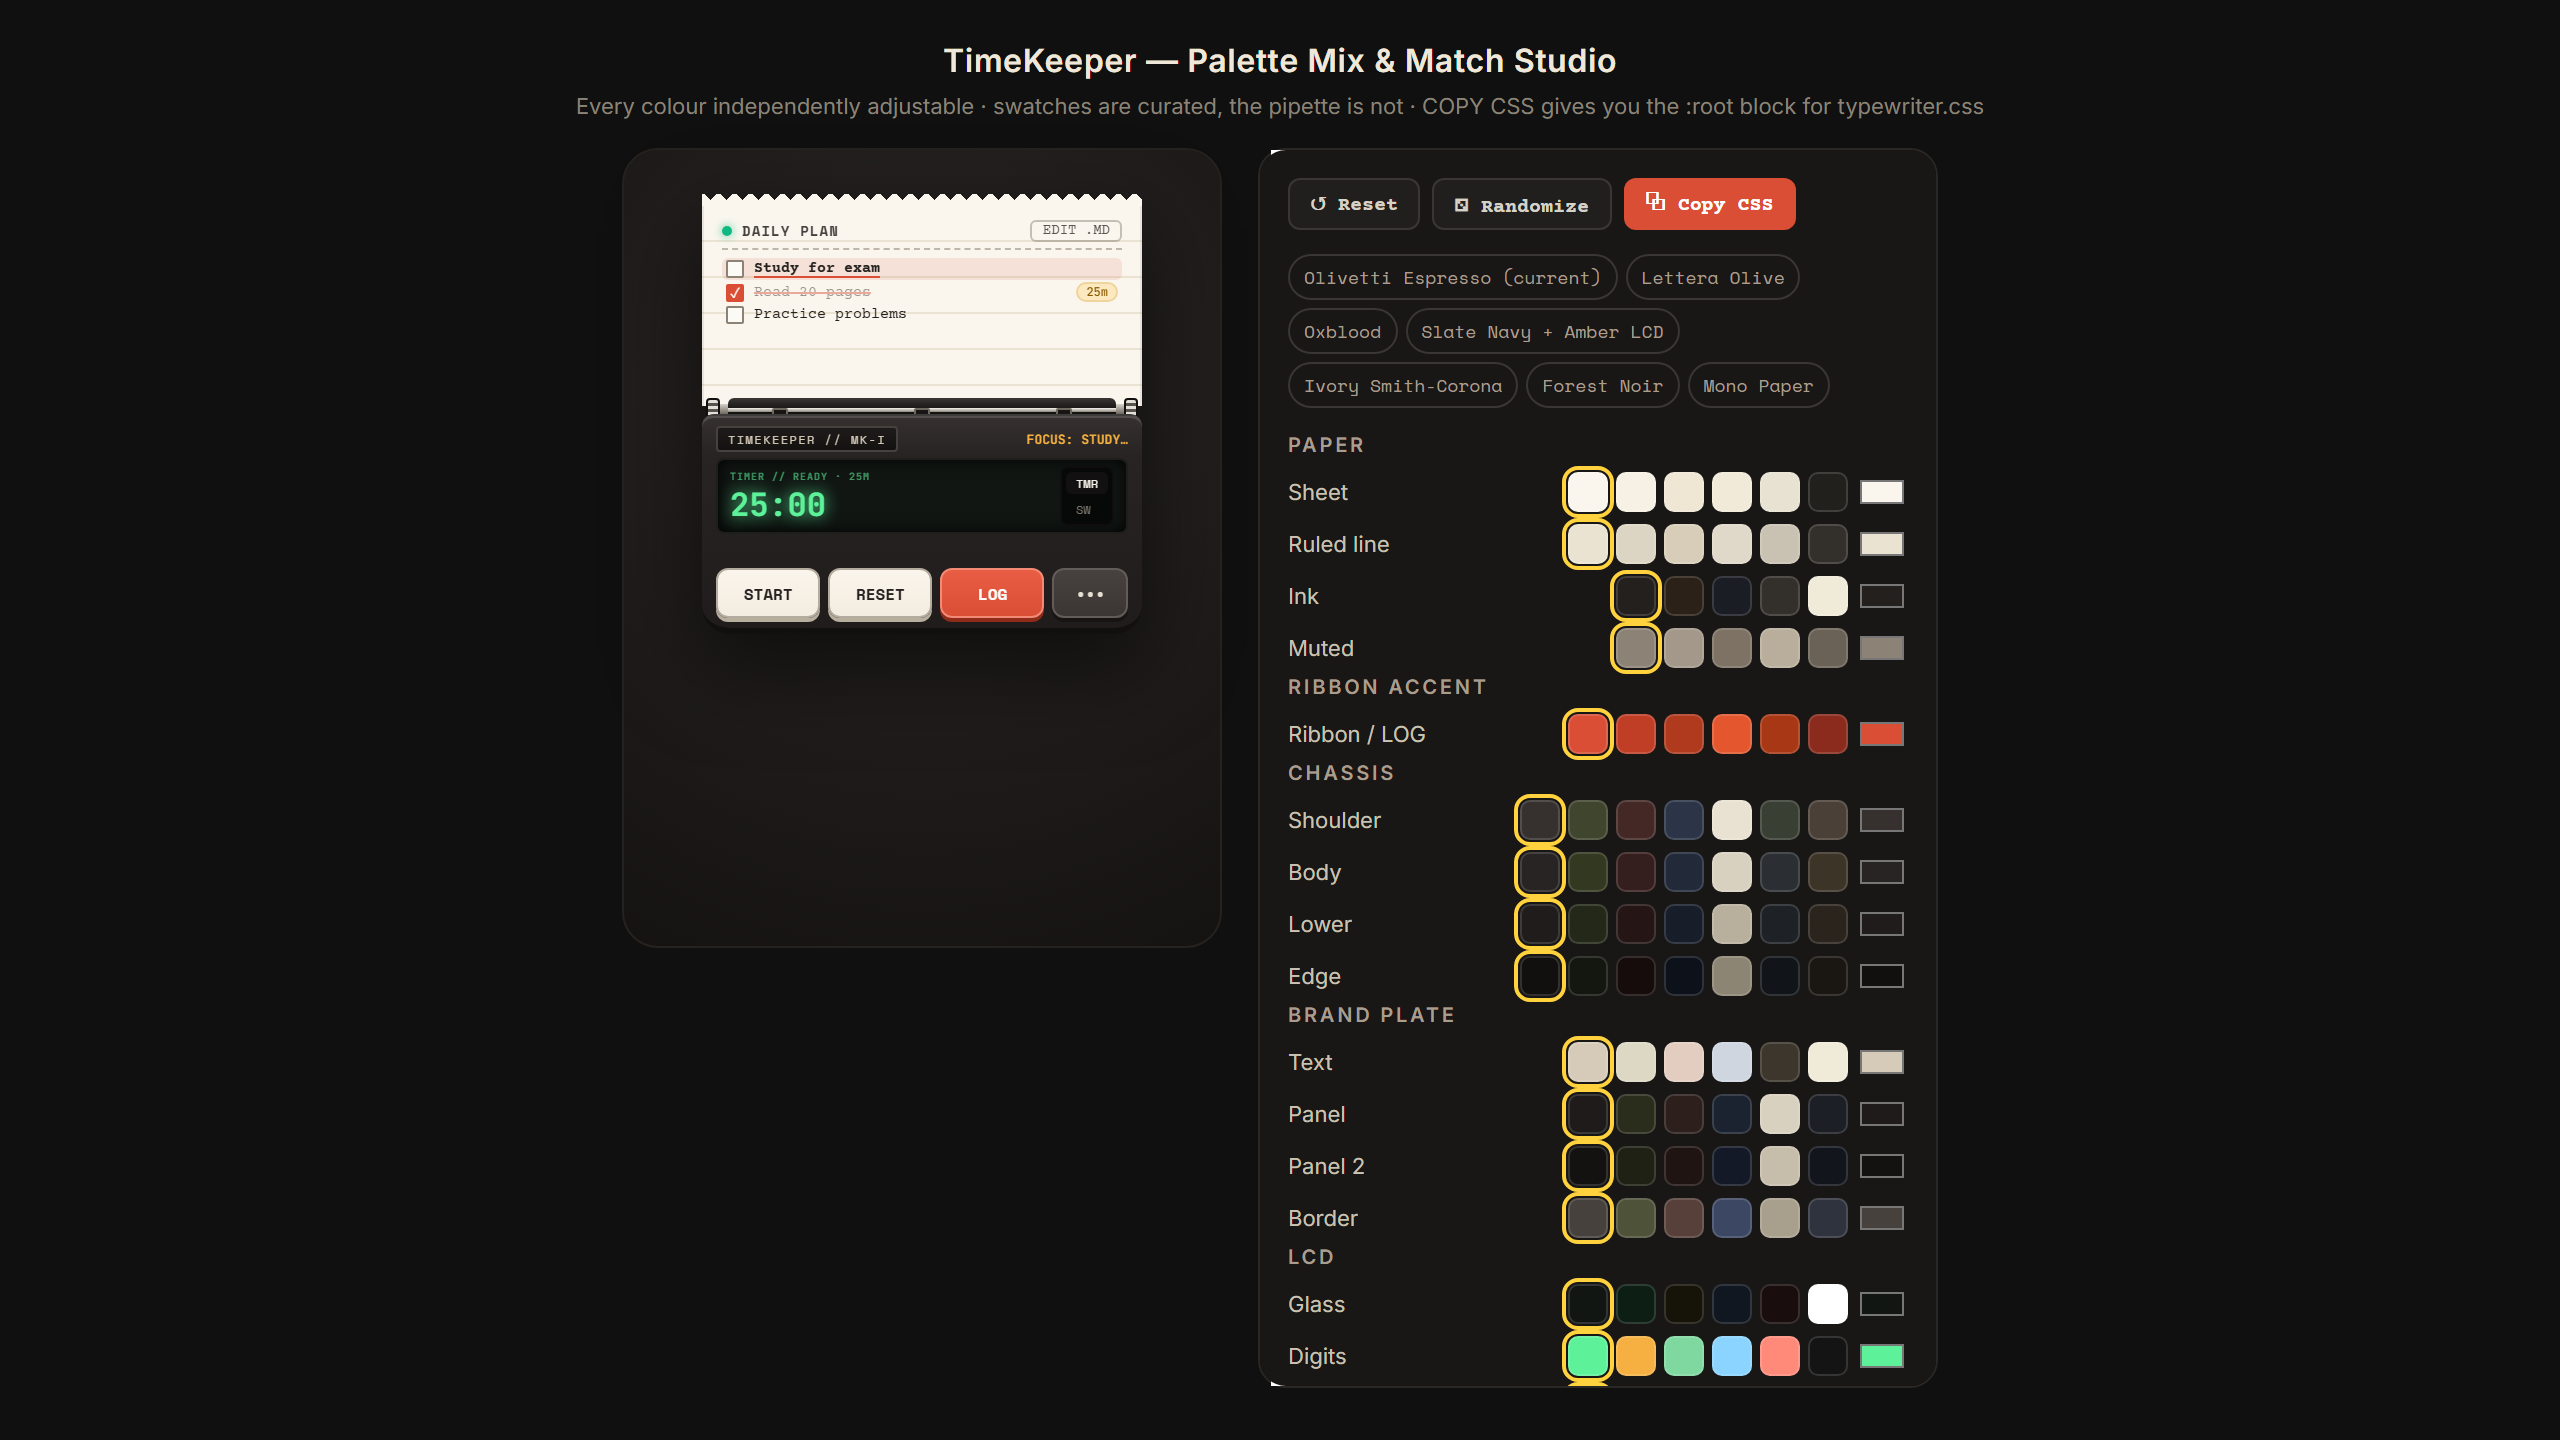 TimeKeeper — Palette Mix & Match Studio
Every colour independently adjustable · swatches are curated, the pipette is not · COPY CSS gives you the :root block for typewriter.css
DAILY PLAN
EDIT .MD
Study for exam
Read 20 pages
25m
Practice problems
TIMEKEEPER // MK-I
FOCUS: STUDY…
TIMER // READY · 25M
25:00
TMR
SW
START
RESET
LOG
•••
↺ Reset
⚄ Randomize
Copy CSS
Olivetti Espresso (current)
Lettera Olive
Oxblood
Slate Navy + Amber LCD
Ivory Smith-Corona
Forest Noir
Mono Paper
PAPER
Sheet
Ruled line
Ink
Muted
RIBBON ACCENT
Ribbon / LOG
CHASSIS
Shoulder
Body
Lower
Edge
BRAND PLATE
Text
Panel
Panel 2
Border
LCD
Glass
Digits